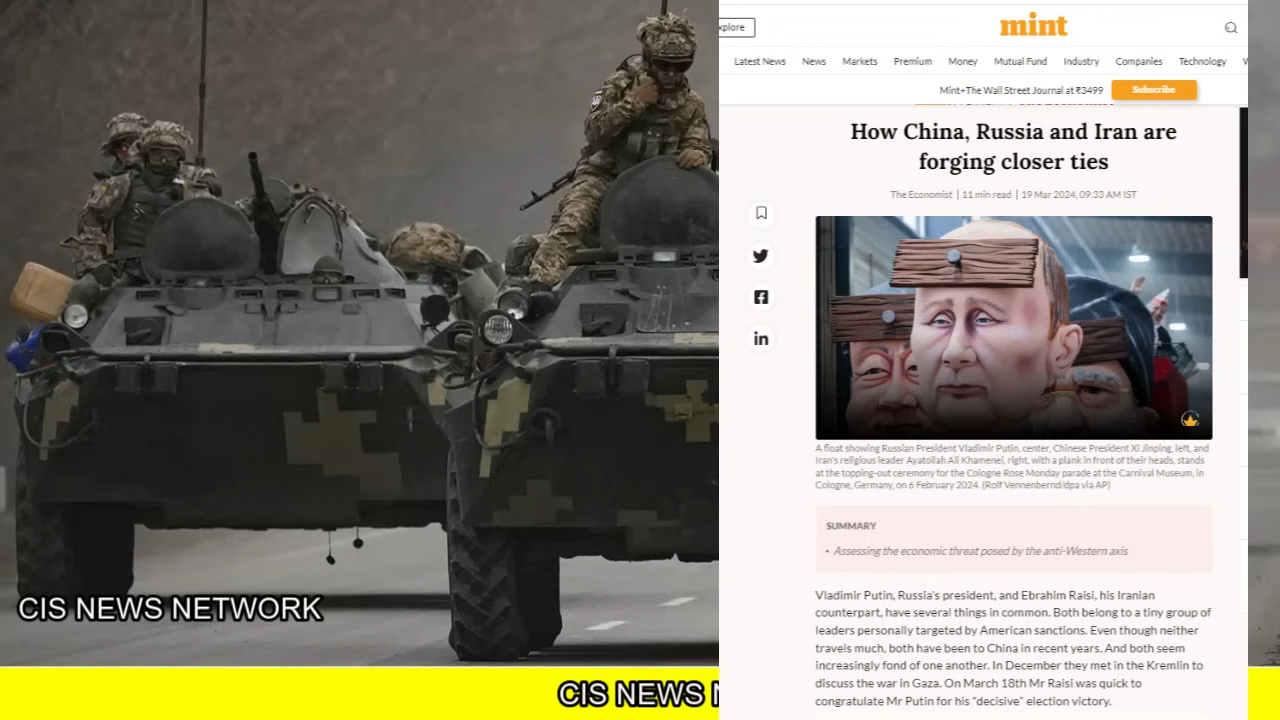 xplore
mint
Latest News News Markets Premium Money Mutual Fund Industry Companies Technology W
Mint+The Wall Street Journal at ₹3499 Subscribe
How China, Russia and Iran are
forging closer ties
The Economist | 11 min read | 19 Mar 2024, 09:33 AM IST
in
A float showing Russian President Vladimir Putin, center, Chinese President Xi Jinping, left, and
Iran's religious leader Ayatollah Ali Khamenei, right, with a plank in front of their heads, stands
at the topping-out ceremony for the Cologne Rose Monday parade at the Carnival Museum, in
Cologne, Germany, on 6 February 2024. (Rolf Vennenbernd/dpa via AP)
SUMMARY
• Assessing the economic threat posed by the anti-Western axis
Vladimir Putin, Russia's president, and Ebrahim Raisi, his Iranian
counterpart, have several things in common. Both belong to a tiny group of
leaders personally targeted by American sanctions. Even though neither
travels much, both have been to China in recent years. And both seem
increasingly fond of one another. In December they met in the Kremlin to
discuss the war in Gaza. On March 18th Mr Raisi was quick to
congratulate Mr Putin for his "decisive" election victory.
CIS NEWS NETWORK
CIS NEWS N